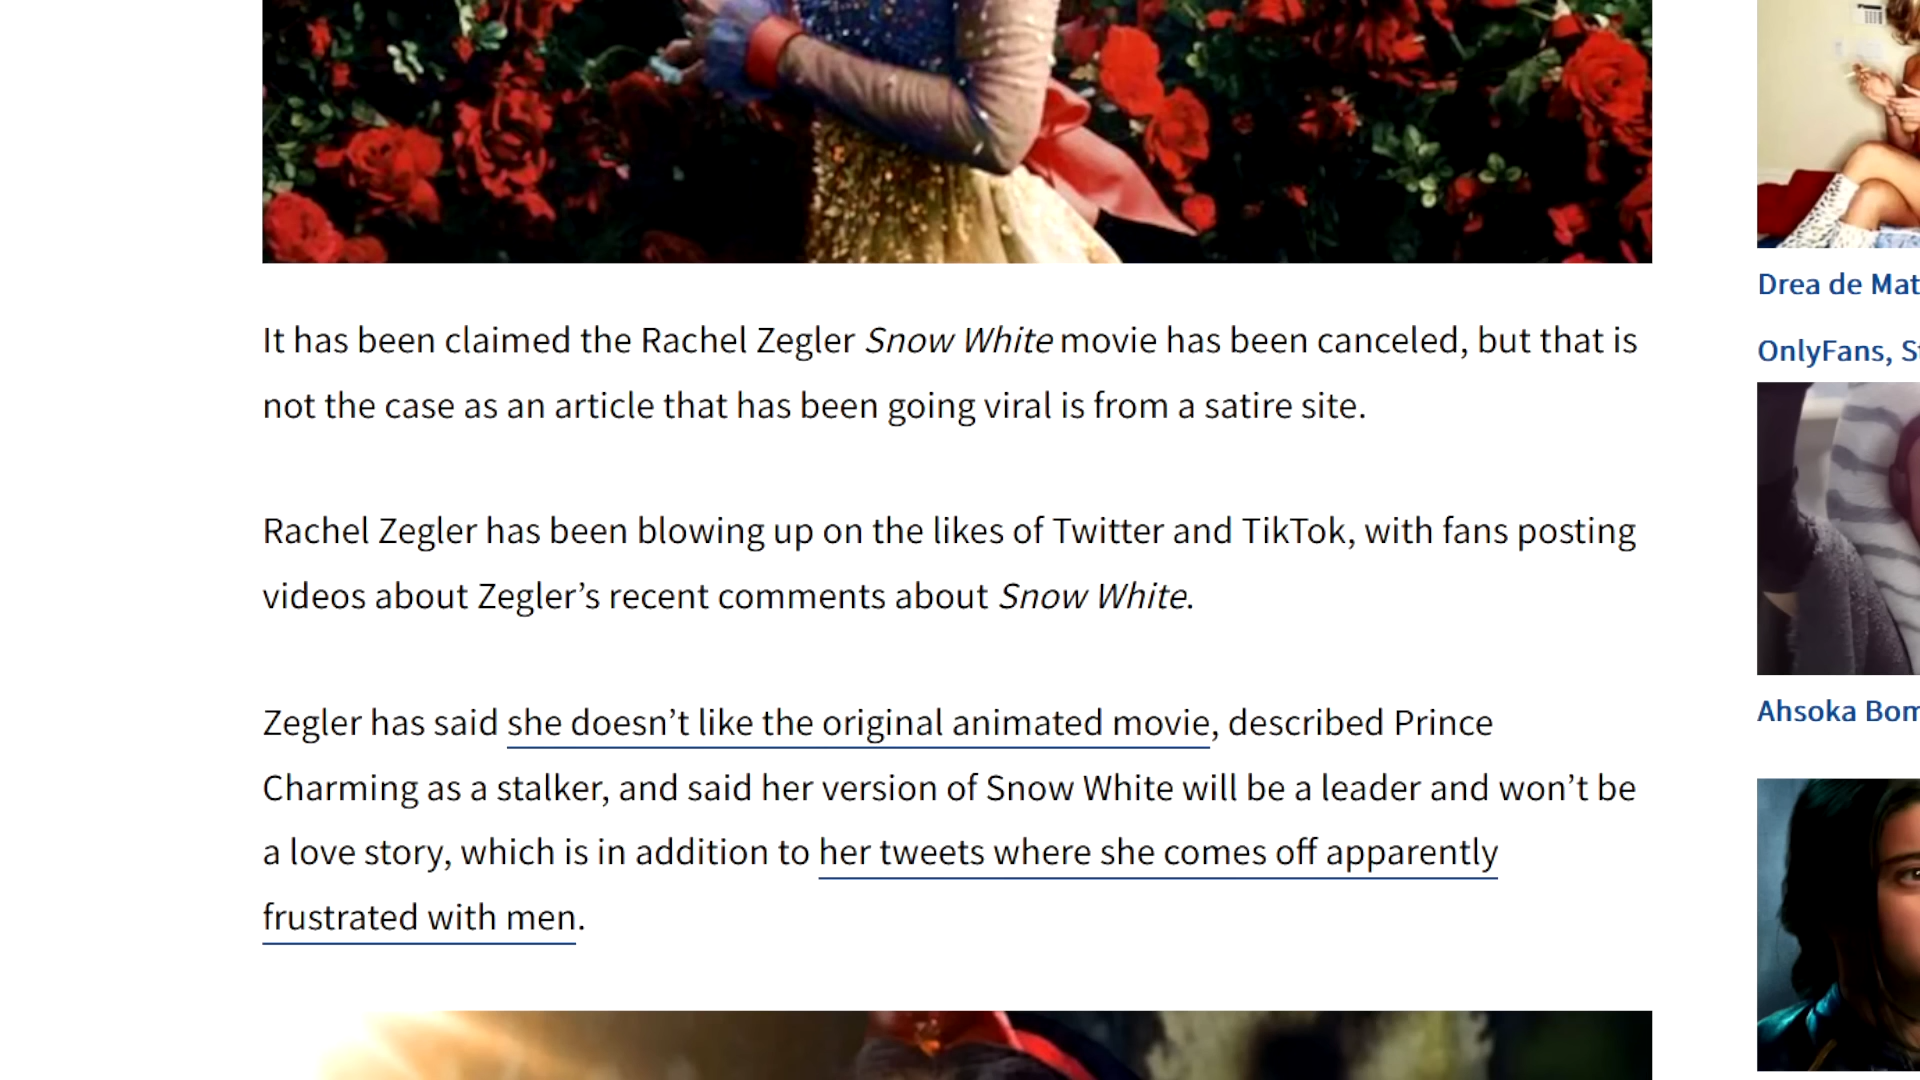 It has been claimed the Rachel Zegler Snow White movie has been canceled, but that is
not the case as an article that has been going viral is from a satire site.
Rachel Zegler has been blowing up on the likes of Twitter and TikTok, with fans posting
videos about Zegler’s recent comments about Snow White.
Zegler has said she doesn’t like the original animated movie, described Prince
Charming as a stalker, and said her version of Snow White will be a leader and won’t be
a love story, which is in addition to her tweets where she comes off apparently
frustrated with men.
Drea de Mat
OnlyFans, S
Ahsoka Bom